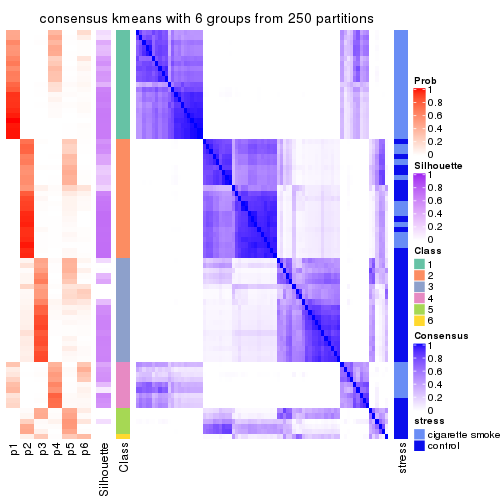 consensus kmeans with 6 groups from 250 partitions
Prob
1
0.8
0.6
0.4
0.2
0
Silhouette
1
0.8
0.6
0.4
0.2
0
Class
1
2
3
4
5
6
Consensus
1
0.8
0.6
0.4
0.2
0
stress
cigarette smoke
control
p1
p2
p3
p4
p5
p6
Silhouette
Class
stress